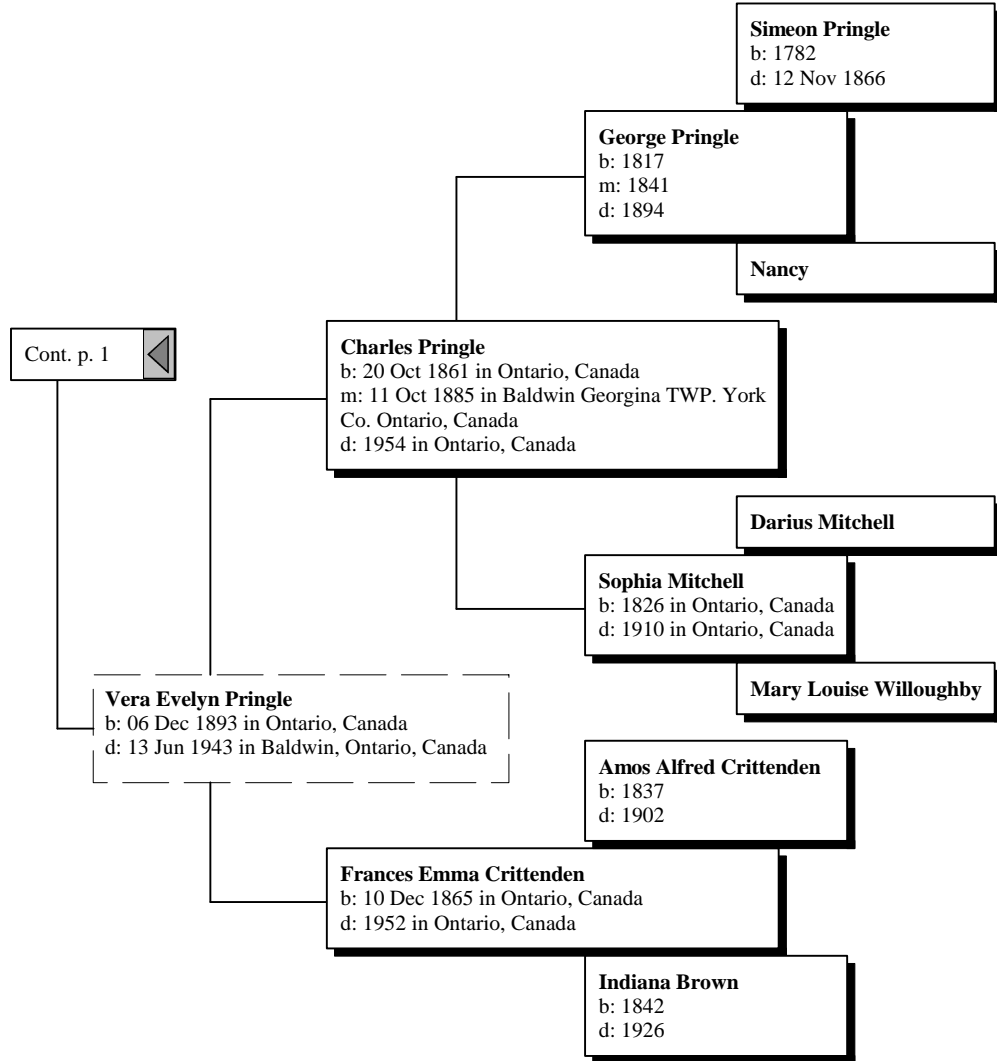 Simeon Pringle
b: 1782
d: 12 Nov 1866
George Pringle
b: 1817
m: 1841
d: 1894
Nancy
Cont. p. 1
Charles Pringle
b: 20 Oct 1861 in Ontario, Canada
m: 11 Oct 1885 in Baldwin Georgina TWP. York
Co. Ontario, Canada
d: 1954 in Ontario, Canada
Darius Mitchell
Sophia Mitchell
b: 1826 in Ontario, Canada
d: 1910 in Ontario, Canada
Mary Louise Willoughby
Vera Evelyn Pringle
b: 06 Dec 1893 in Ontario, Canada
d: 13 Jun 1943 in Baldwin, Ontario, Canada
Amos Alfred Crittenden
b: 1837
d: 1902
Frances Emma Crittenden
b: 10 Dec 1865 in Ontario, Canada
d: 1952 in Ontario, Canada
Indiana Brown
b: 1842
d: 1926